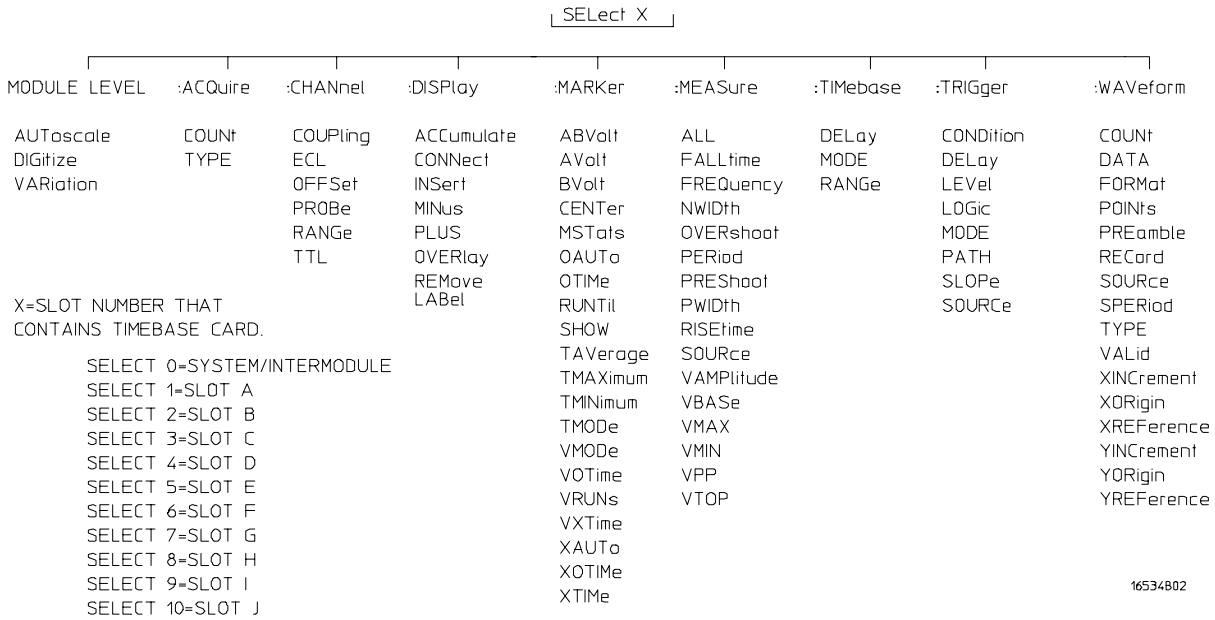 SELect X
MODULE LEVEL :ACQuire :CHANnel :DISPlay :MARKer :MEASure :TIMebase :TRIGger :WAVeform
AUToscale COUNt COUPling ACCumulate ABVolt ALL DELay CONDition COUNt
DIGitize TYPE ECL CONNect AVolt FALLtime MODE DELay DATA
VARiation OFFSet INSert BVolt FREQuency RANGe LEVel FORMat
PROBe MINus CENTer NWIDth LOGic POINts
RANGe PLUS MSTats OVERshoot MODE PREamble
TTL OVERlay OAUTo PERiod PATH RECord
REMove OTIMe PREShoot SLOPe SOURce
X=SLOT NUMBER THAT LABel RUNTil PWIDth SOURCe SPERiod
CONTAINS TIMEBASE CARD. SHOW RISEtime TYPE
TAVerage SOURce VALid
SELECT 0=SYSTEM/INTERMODULE TMAXimum VAMPlitude XINCrement
SELECT 1=SLOT A TMINimum VBASe XORigin
SELECT 2=SLOT B TMODe VMAX XREFerence
SELECT 3=SLOT C VMODe VMIN YINCrement
SELECT 4=SLOT D VOTime VPP YORigin
SELECT 5=SLOT E VRUNs VTOP YREFerence
SELECT 6=SLOT F VXTime
SELECT 7=SLOT G XAUTo
SELECT 8=SLOT H XOTIMe
SELECT 9=SLOT I XTIMe
SELECT 10=SLOT J
16534B02